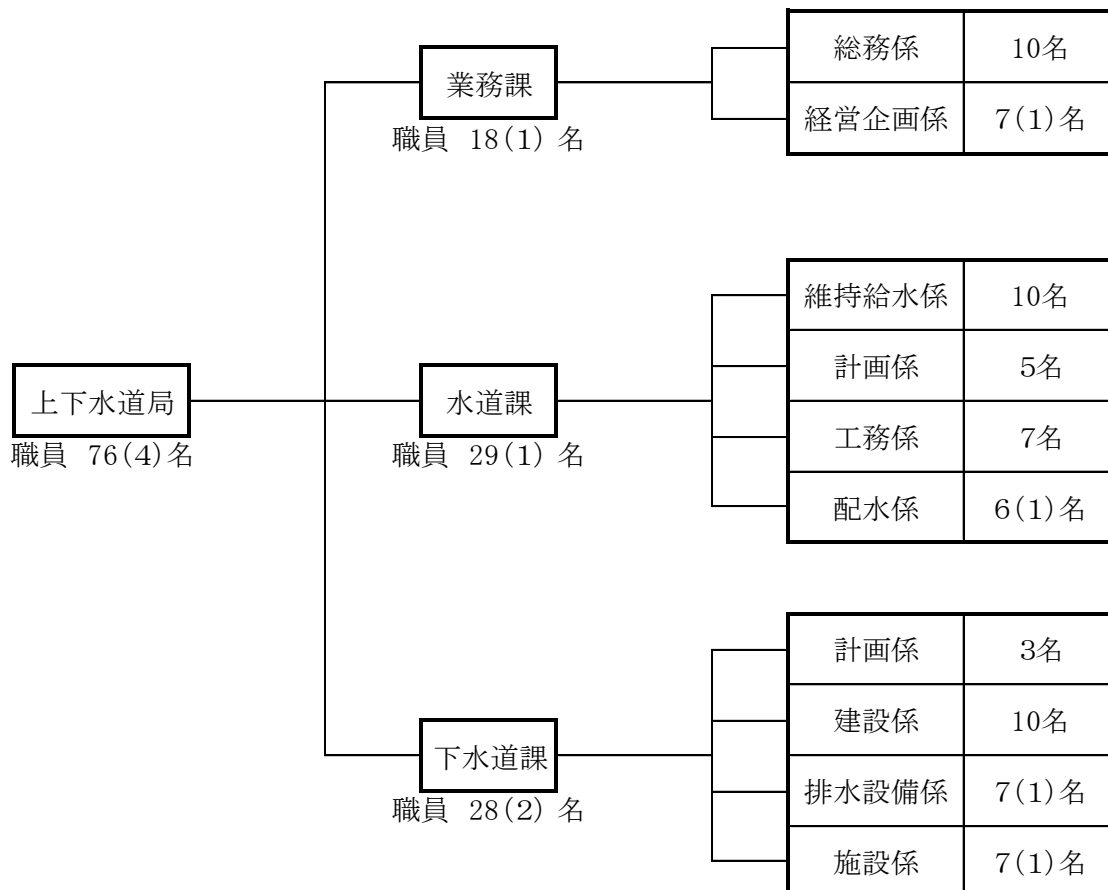 総務係 10名
業務課
経営企画係 7(1)名
職員 18(1) 名
維持給水係 10名
計画係 5名
上下水道局
水道課
職員 76(4)名
職員 29(1) 名
工務係 7名
配水係 6(1)名
計画係 3名
建設係 10名
下水道課
職員 28(2) 名
排水設備係 7(1)名
施設係 7(1)名